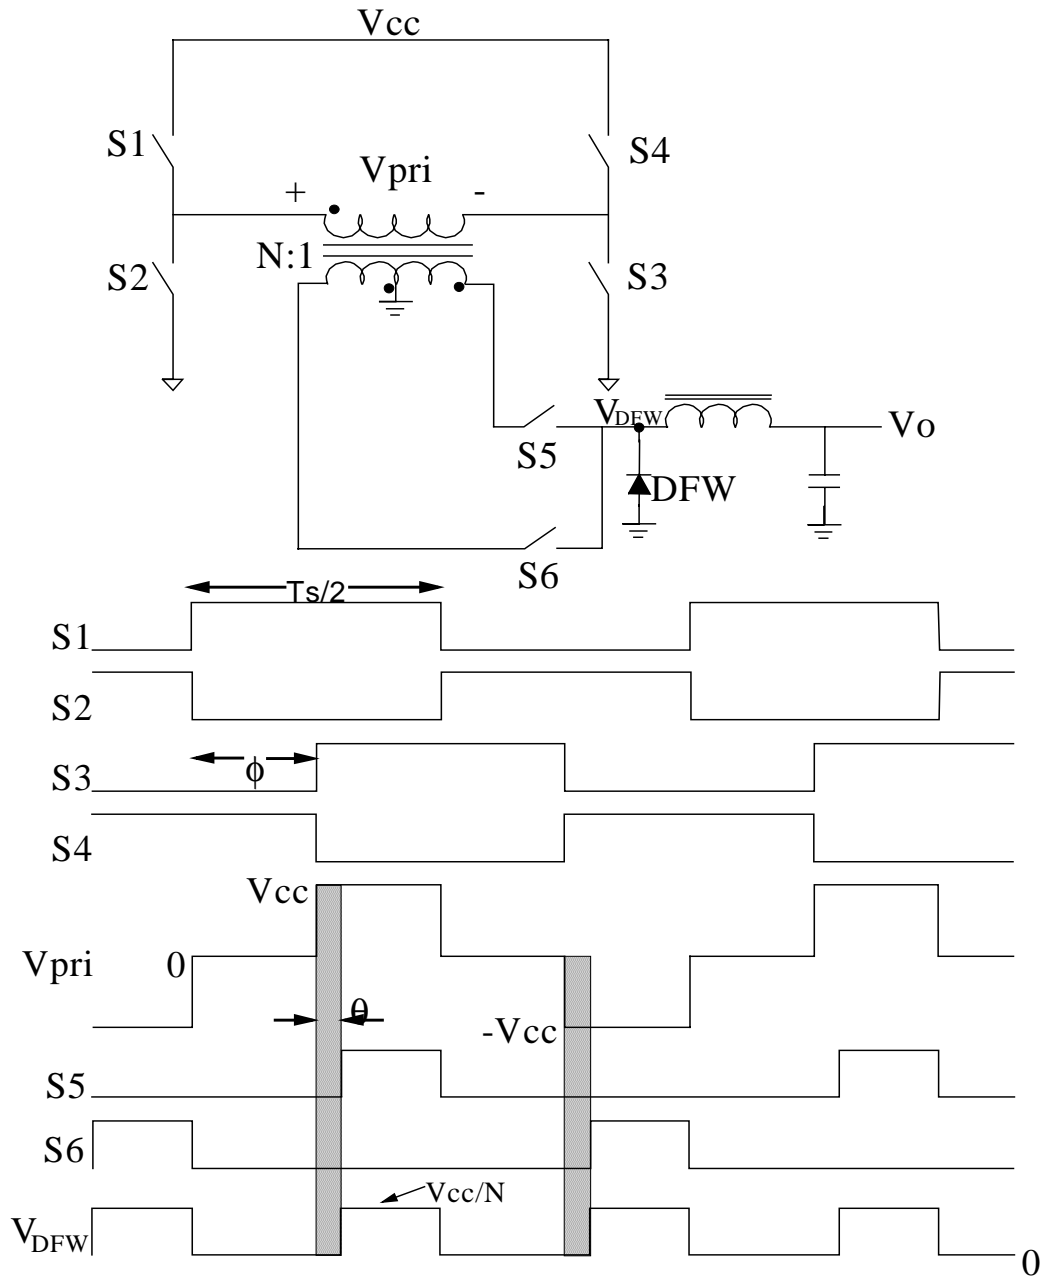 Vcc
S1
S4
Vpri
+ -
N:1
S2
S3
VDFW
Vo
S5
DFW
S6
Ts/2
S1
S2
ϕ
S3
S4
Vcc
Vpri 0
θ
-Vcc
S5
S6
Vcc/N
VDFW
0